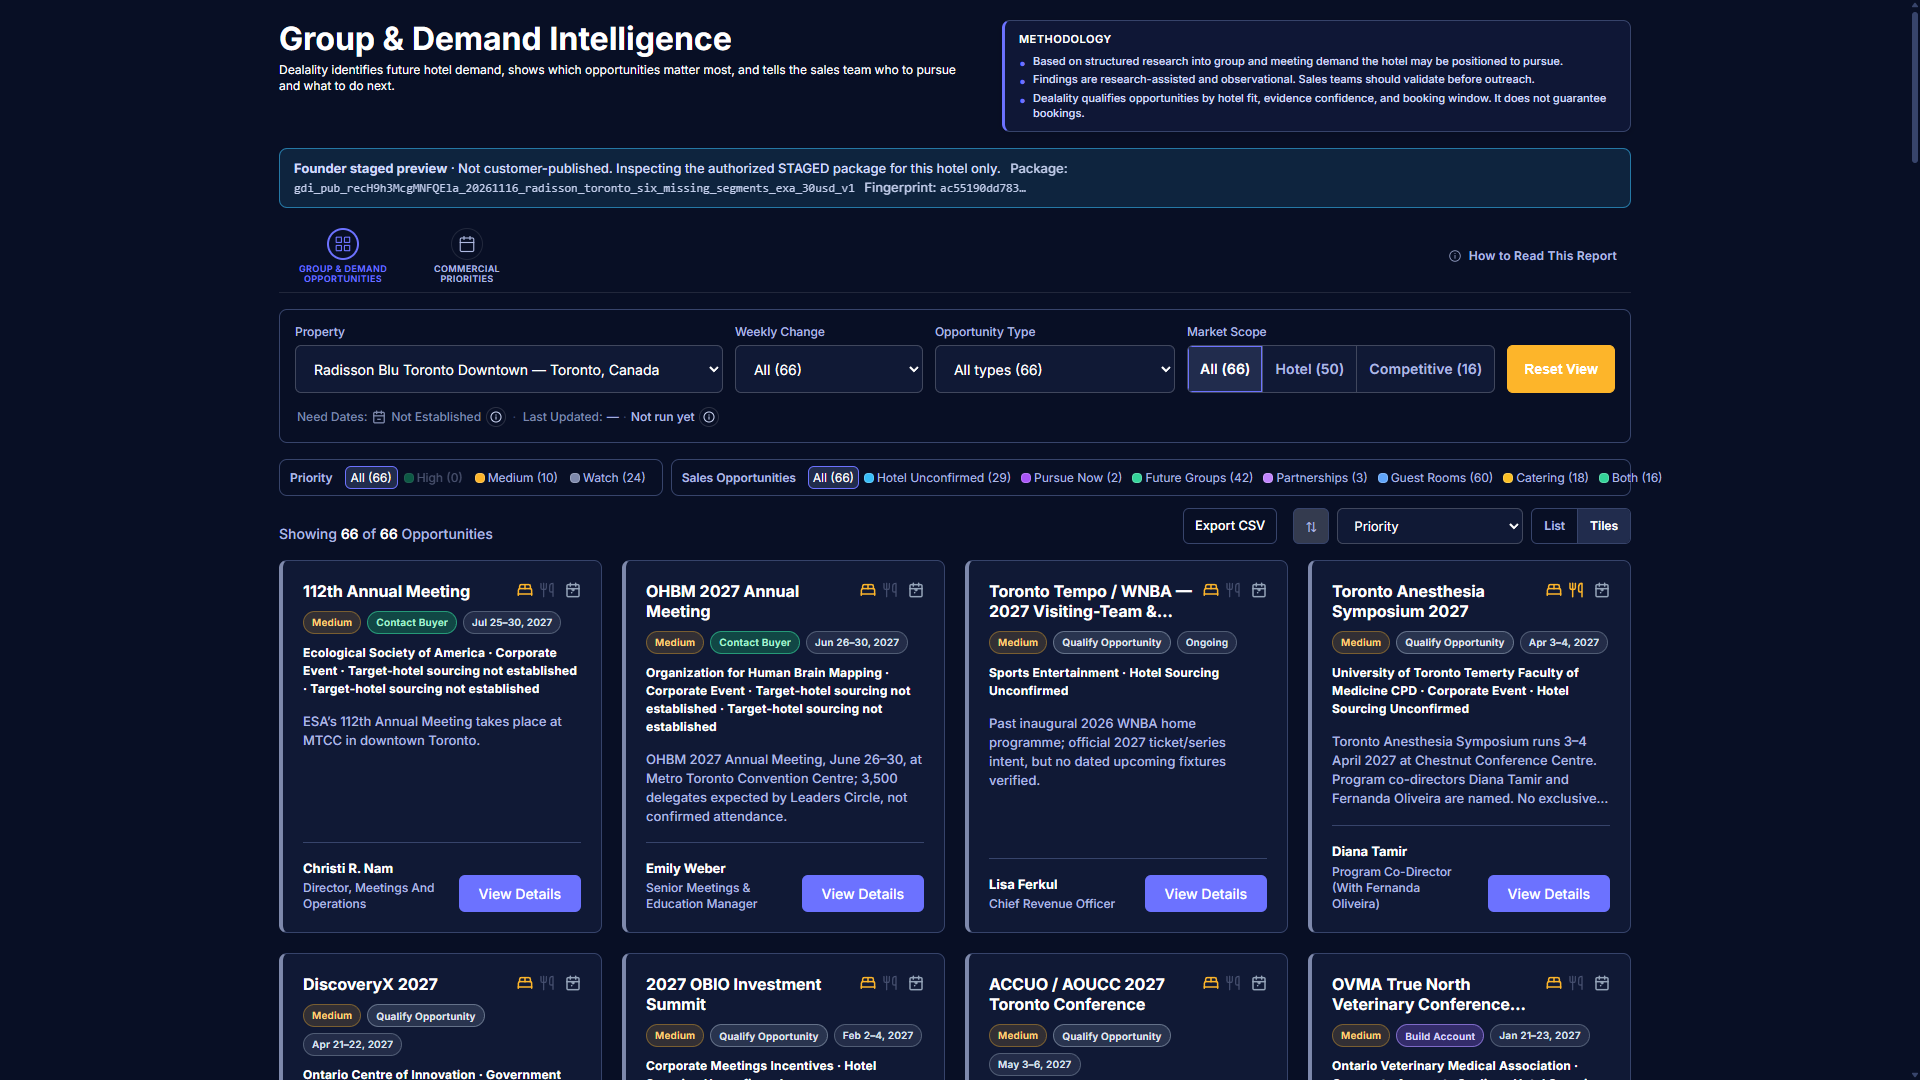 Group & Demand Intelligence
Dealality identifies future hotel demand, shows which opportunities matter most, and tells the sales team who to pursue
and what to do next.
METHODOLOGY
• Based on structured research into group and meeting demand the hotel may be positioned to pursue.
• Findings are research-assisted and observational. Sales teams should validate before outreach.
• Dealality qualifies opportunities by hotel fit, evidence confidence, and booking window. It does not guarantee
bookings.
Founder staged preview · Not customer-published. Inspecting the authorized STAGED package for this hotel only. Package:
gdi_pub_recH9h3McgMNFQEla_20261116_radisson_toronto_six_missing_segments_exa_30usd_v1 Fingerprint: ac55190dd783…
GROUP & DEMAND
OPPORTUNITIES
COMMERCIAL
PRIORITIES
How to Read This Report
Property
Weekly Change
Opportunity Type
Market Scope
Radisson Blu Toronto Downtown — Toronto, Canada
All (66)
All types (66)
All (66)
Hotel (50)
Competitive (16)
Reset View
Need Dates: Not Established · Last Updated: — · Not run yet
Priority All (66) High (0) Medium (10) Watch (24)
Sales Opportunities All (66) Hotel Unconfirmed (29) Pursue Now (2) Future Groups (42) Partnerships (3) Guest Rooms (60) Catering (18) Both (16)
Showing 66 of 66 Opportunities
Export CSV
Priority
List
Tiles
112th Annual Meeting
Medium
Contact Buyer
Jul 25–30, 2027
Ecological Society of America · Corporate
Event · Target-hotel sourcing not established
· Target-hotel sourcing not established
ESA's 112th Annual Meeting takes place at
MTCC in downtown Toronto.
Christi R. Nam
Director, Meetings And
Operations
View Details
OHBM 2027 Annual
Meeting
Medium
Contact Buyer
Jun 26–30, 2027
Organization for Human Brain Mapping ·
Corporate Event · Target-hotel sourcing not
established · Target-hotel sourcing not
established
OHBM 2027 Annual Meeting, June 26–30, at
Metro Toronto Convention Centre; 3,500
delegates expected by Leaders Circle, not
confirmed attendance.
Emily Weber
Senior Meetings &
Education Manager
View Details
Toronto Tempo / WNBA —
2027 Visiting-Team &…
Medium
Qualify Opportunity
Ongoing
Sports Entertainment · Hotel Sourcing
Unconfirmed
Past inaugural 2026 WNBA home
programme; official 2027 ticket/series
intent, but no dated upcoming fixtures
verified.
Lisa Ferkul
Chief Revenue Officer
View Details
Toronto Anesthesia
Symposium 2027
Medium
Qualify Opportunity
Apr 3–4, 2027
University of Toronto Temerty Faculty of
Medicine CPD · Corporate Event · Hotel
Sourcing Unconfirmed
Toronto Anesthesia Symposium runs 3–4
April 2027 at Chestnut Conference Centre.
Program co-directors Diana Tamir and
Fernanda Oliveira are named. No exclusive…
Diana Tamir
Program Co-Director
(With Fernanda
Oliveira)
View Details
DiscoveryX 2027
Medium
Qualify Opportunity
Apr 21–22, 2027
Ontario Centre of Innovation · Government
2027 OBIO Investment
Summit
Medium
Qualify Opportunity
Feb 2–4, 2027
Corporate Meetings Incentives · Hotel
ACCUO / AOUCC 2027
Toronto Conference
Medium
Qualify Opportunity
May 3–6, 2027
OVMA True North
Veterinary Conference…
Medium
Build Account
Jan 21–23, 2027
Ontario Veterinary Medical Association ·